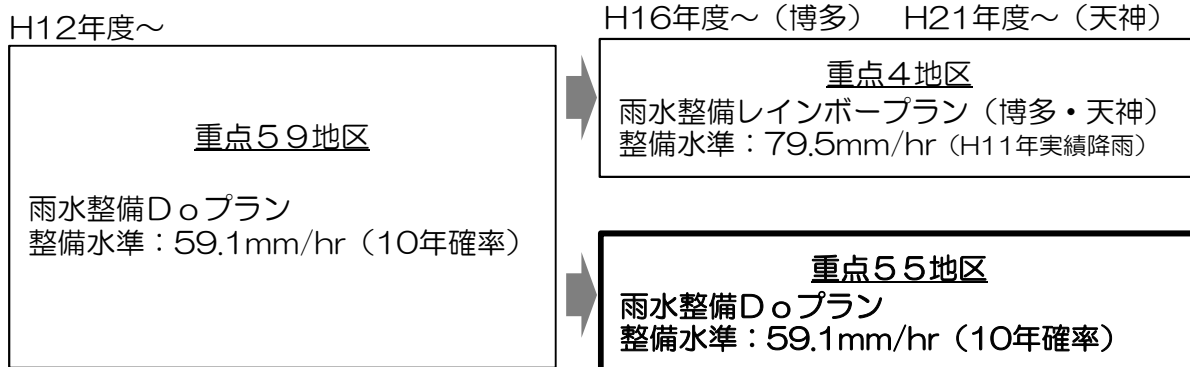 H12年度～
重点59地区
雨水整備Doプラン
整備水準：59.1mm/hr（10年確率）
H16年度～（博多） H21年度～（天神）
重点4地区
雨水整備レインボープラン（博多・天神）
整備水準：79.5mm/hr（H11年実績降雨）
重点55地区
雨水整備Doプラン
整備水準：59.1mm/hr（10年確率）